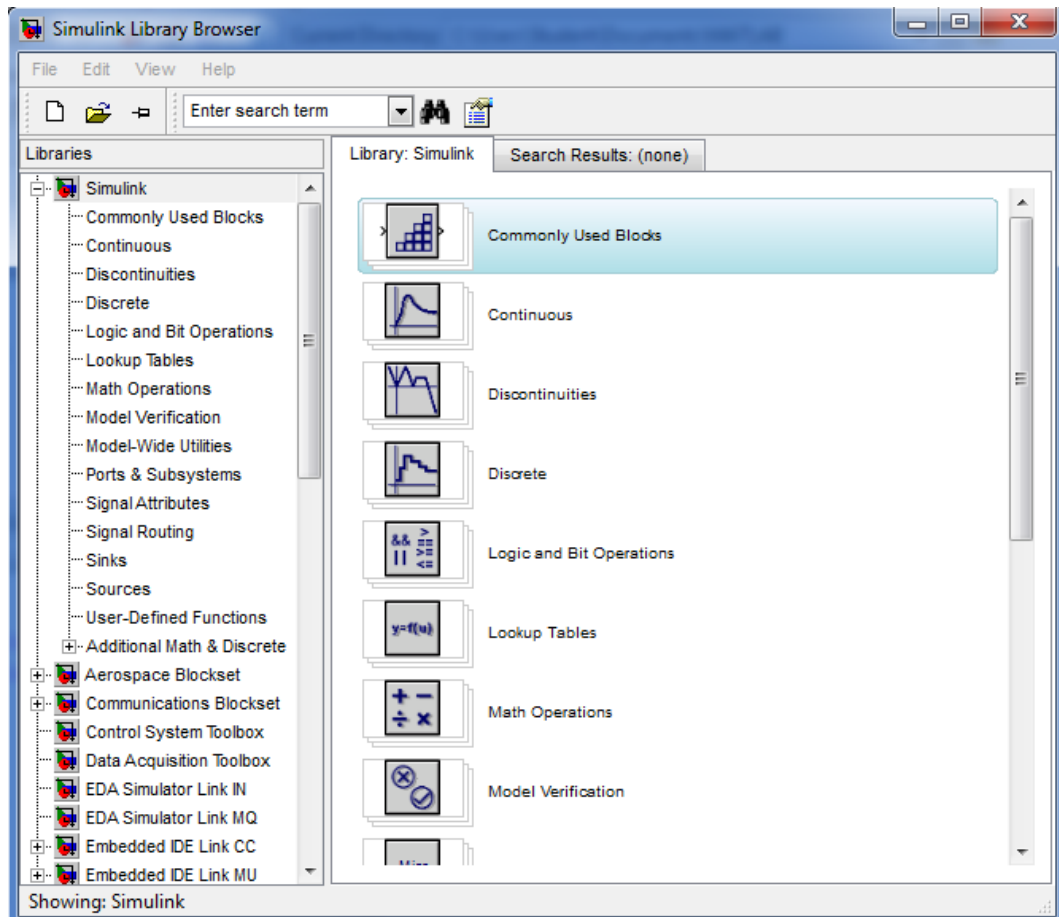 Simulink Library Browser
File Edit View Help
Enter search term
Libraries
Simulink
Commonly Used Blocks
Continuous
Discontinuities
Discrete
Logic and Bit Operations
Lookup Tables
Math Operations
Model Verification
Model-Wide Utilities
Ports & Subsystems
Signal Attributes
Signal Routing
Sinks
Sources
User-Defined Functions
Additional Math & Discrete
Aerospace Blockset
Communications Blockset
Control System Toolbox
Data Acquisition Toolbox
EDA Simulator Link IN
EDA Simulator Link MQ
Embedded IDE Link CC
Embedded IDE Link MU
Library: Simulink Search Results: (none)
Commonly Used Blocks
Continuous
Discontinuities
Discrete
&& > ==
|| >= <=
Logic and Bit Operations
y=f(u)
Lookup Tables
+ −
÷ ×
Math Operations
Model Verification
Showing: Simulink